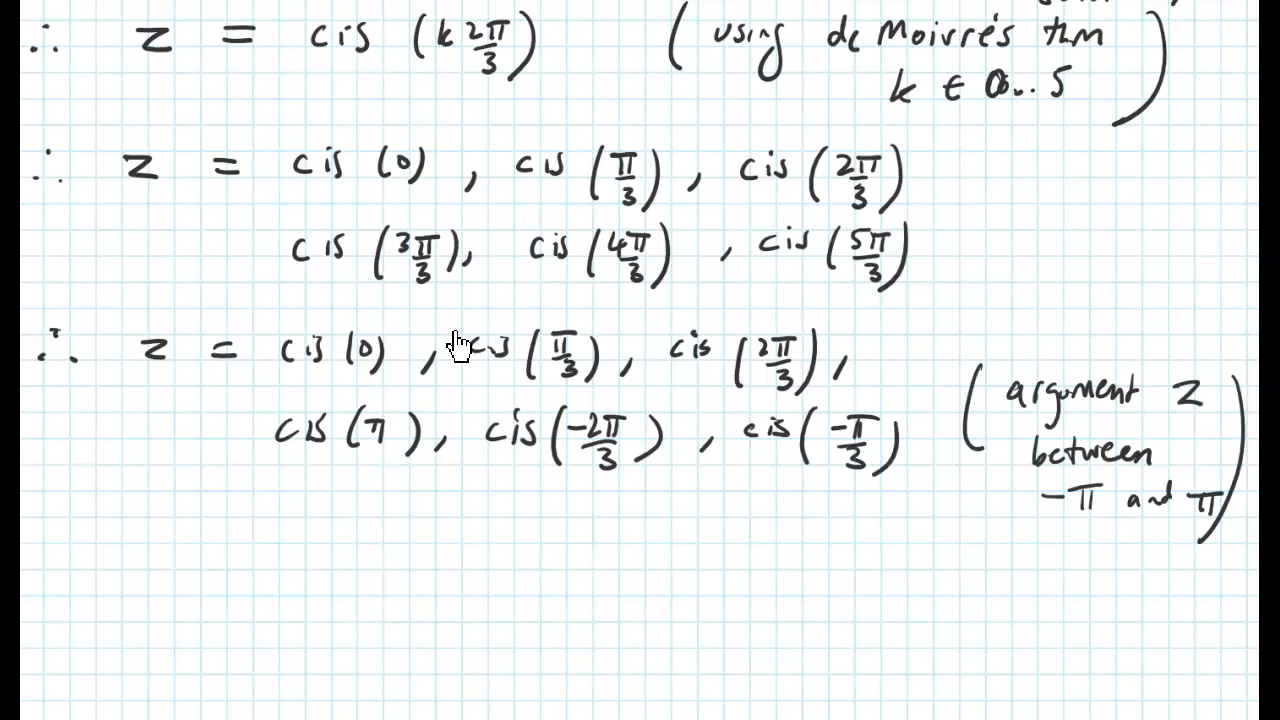 ∴ z = cis (k 2π/3) (using de Moivre's thm
k ∈ 0...5)
∴ z = cis (0) , cis (π/3) , cis (2π/3)
cis (3π/3), cis (4π/3) , cis (5π/3)
∴ z = cis (0) , cis (π/3) , cis (2π/3) ,
cis (π) , cis (-2π/3) , cis (-π/3)
(argument z
between
-π and π)